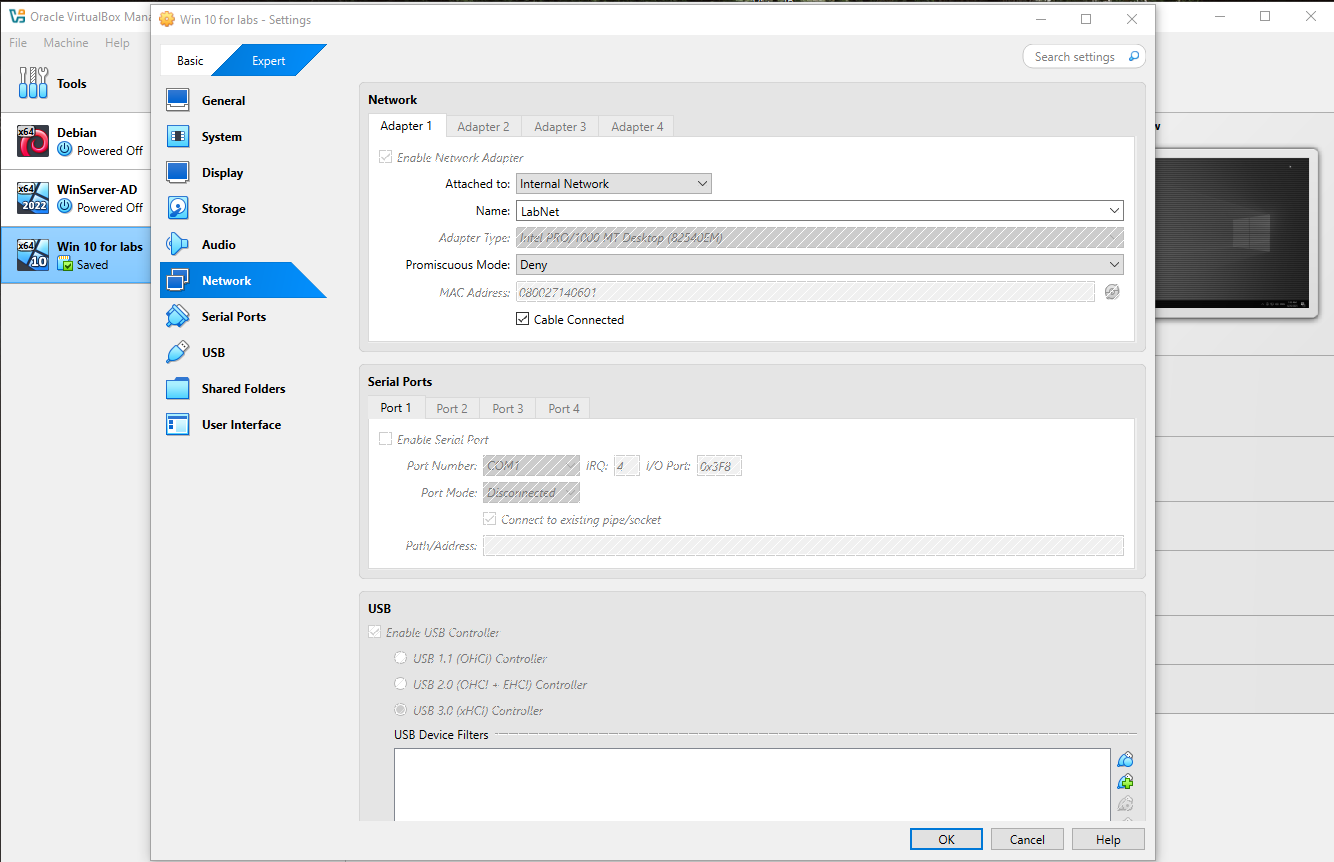 Oracle VirtualBox Mana
Win 10 for labs - Settings
File Machine Help
Basic Expert
Search settings
Tools
Debian
Powered Off
WinServer-AD
Powered Off
Win 10 for labs
Saved
x64
x64
2022
x64
10
General
System
Display
Storage
Audio
Network
Serial Ports
USB
Shared Folders
User Interface
Network
Adapter 1 Adapter 2 Adapter 3 Adapter 4
Enable Network Adapter
Attached to: Internal Network
Name: LabNet
Adapter Type: Intel PRO/1000 MT Desktop (82540EM)
Promiscuous Mode: Deny
MAC Address: 080027140601
Cable Connected
Serial Ports
Port 1 Port 2 Port 3 Port 4
Enable Serial Port
Port Number: COM1 IRQ: 4 I/O Port: 0x3F8
Port Mode: Disconnected
Connect to existing pipe/socket
Path/Address:
USB
Enable USB Controller
USB 1.1 (OHCI) Controller
USB 2.0 (OHCI + EHCI) Controller
USB 3.0 (xHCI) Controller
USB Device Filters
OK Cancel Help